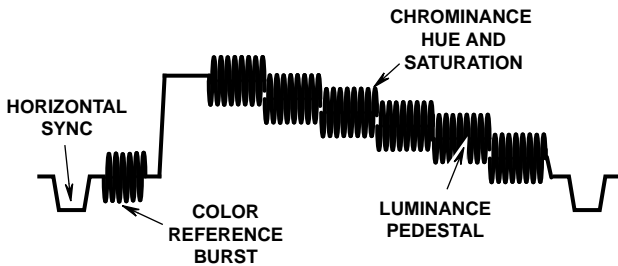 CHROMINANCE
HUE AND
SATURATION
HORIZONTAL
SYNC
COLOR
REFERENCE
BURST
LUMINANCE
PEDESTAL